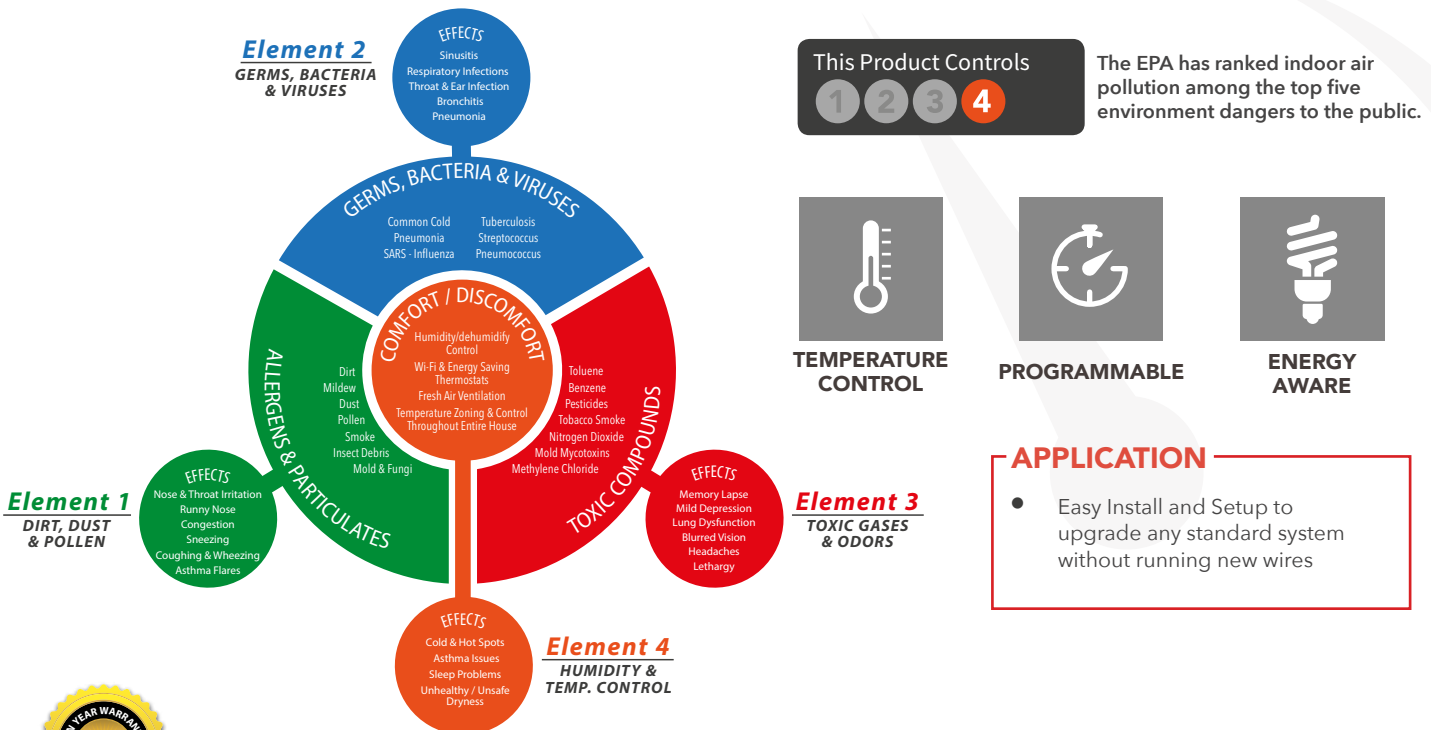 Element 2
GERMS, BACTERIA
& VIRUSES
EFFECTS
Sinusitis
Respiratory Infections
Throat & Ear Infection
Bronchitis
Pneumonia
GERMS, BACTERIA & VIRUSES
Common Cold
Pneumonia
SARS - Influenza
Tuberculosis
Streptococcus
Pneumococcus
COMFORT / DISCOMFORT
Humidity/dehumidify
Control
Wi-Fi & Energy Saving
Thermostats
Fresh Air Ventilation
Temperature Zoning & Control
Throughout Entire House
ALLERGENS & PARTICULATES
Dirt
Mildew
Dust
Pollen
Smoke
Insect Debris
Mold & Fungi
TOXIC COMPOUNDS
Toluene
Benzene
Pesticides
Tobacco Smoke
Nitrogen Dioxide
Mold Mycotoxins
Methylene Chloride
Element 1
DIRT, DUST
& POLLEN
EFFECTS
Nose & Throat Irritation
Runny Nose
Congestion
Sneezing
Coughing & Wheezing
Asthma Flares
EFFECTS
Memory Lapse
Mild Depression
Lung Dysfunction
Blurred Vision
Headaches
Lethargy
Element 3
TOXIC GASES
& ODORS
EFFECTS
Cold & Hot Spots
Asthma Issues
Sleep Problems
Unhealthy / Unsafe
Dryness
Element 4
HUMIDITY &
TEMP. CONTROL
YEAR WARRAN
This Product Controls
1 2 3 4
The EPA has ranked indoor air
pollution among the top five
environment dangers to the public.
TEMPERATURE
CONTROL
PROGRAMMABLE
ENERGY
AWARE
APPLICATION
• Easy Install and Setup to
upgrade any standard system
without running new wires